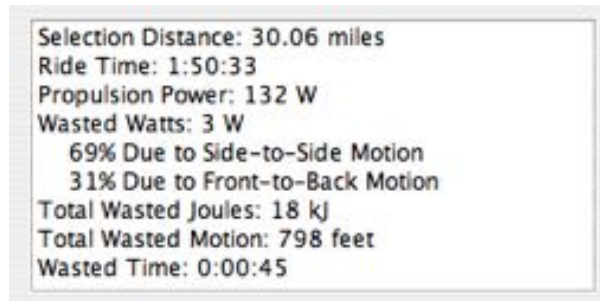 Selection Distance: 30.06 miles
Ride Time: 1:50:33
Propulsion Power: 132 W
Wasted Watts: 3 W
69% Due to Side-to-Side Motion
31% Due to Front-to-Back Motion
Total Wasted Joules: 18 kJ
Total Wasted Motion: 798 feet
Wasted Time: 0:00:45